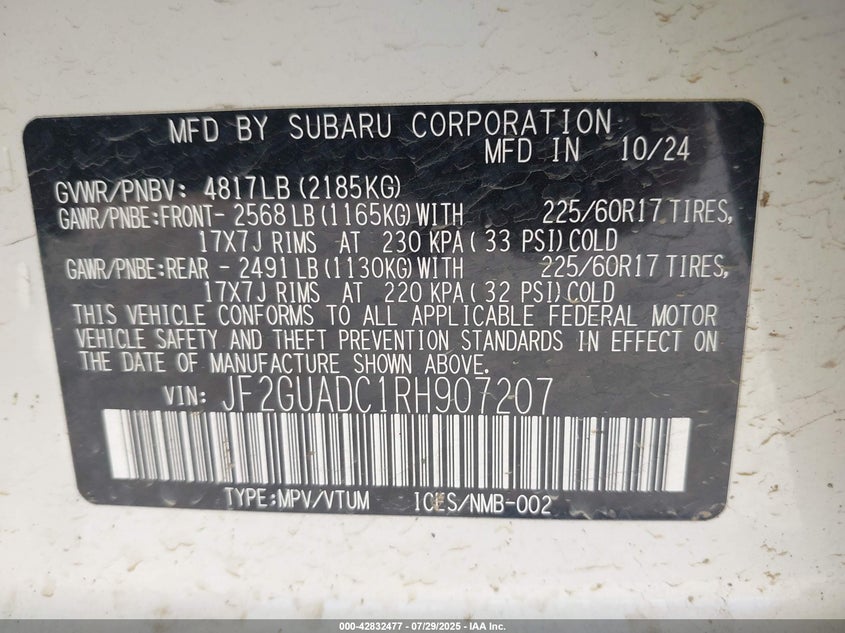 MFD BY SUBARU CORPORATION
MFD IN 10/24
GVWR/PNBV: 4817LB (2185KG)
GAWR/PNBE:FRONT- 2568 LB (1165KG) WITH 225/60R17 TIRES,
17X7J RIMS AT 230 KPA ( 33 PSI) COLD
GAWR/PNBE:REAR - 2491 LB (1130KG) WITH 225/60R17 TIRES,
17X7J RIMS AT 220 KPA ( 32 PSI) COLD
THIS VEHICLE CONFORMS TO ALL APPLICABLE FEDERAL MOTOR
VEHICLE SAFETY AND THEFT PREVENTION STANDARDS IN EFFECT ON
THE DATE OF MANUFACTURE SHOWN ABOVE.
VIN: JF2GUADC1RH907207
TYPE:MPV/VTUM ICES/NMB-002
000-42832477 - 07/29/2025 - IAA Inc.